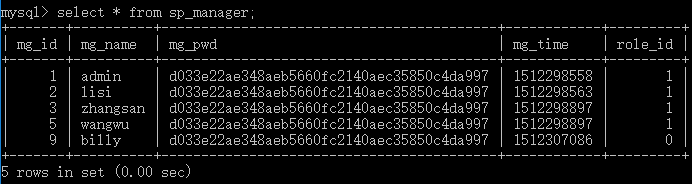 mysql> select * from sp_manager;
+-------+----------+------------------------------------------+------------+---------+
| mg_id | mg_name  | mg_pwd                                   | mg_time    | role_id |
+-------+----------+------------------------------------------+------------+---------+
|     1 | admin    | d033e22ae348aeb5660fc2140aec35850c4da997 | 1512298558 |       1 |
|     2 | lisi     | d033e22ae348aeb5660fc2140aec35850c4da997 | 1512298563 |       1 |
|     3 | zhangsan | d033e22ae348aeb5660fc2140aec35850c4da997 | 1512298897 |       1 |
|     5 | wangwu   | d033e22ae348aeb5660fc2140aec35850c4da997 | 1512298897 |       1 |
|     9 | billy    | d033e22ae348aeb5660fc2140aec35850c4da997 | 1512307086 |       0 |
+-------+----------+------------------------------------------+------------+---------+
5 rows in set (0.00 sec)